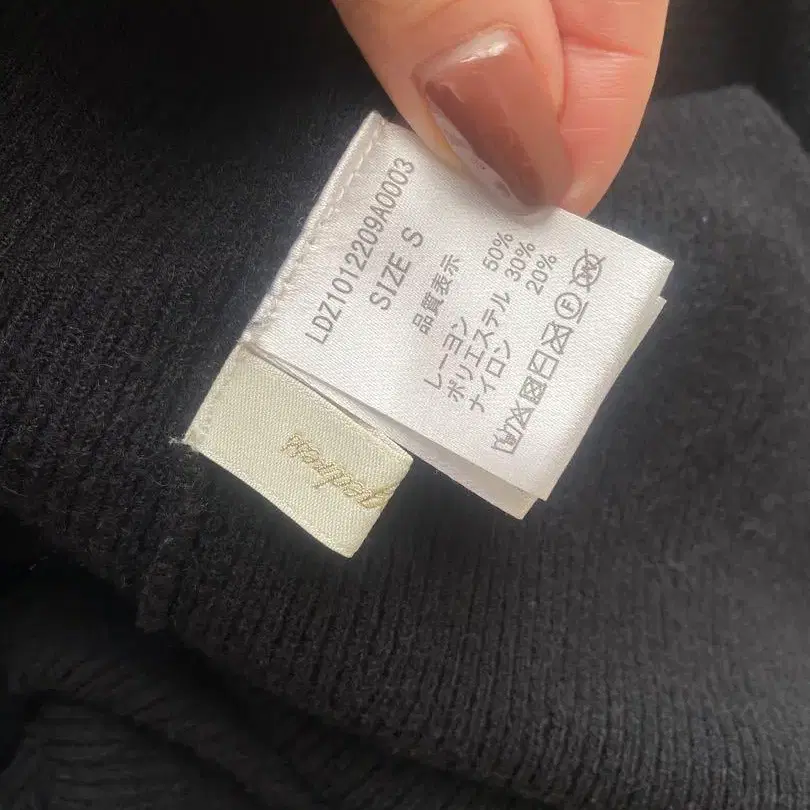 LDZ1012209A0003
SIZE S
品質表示
レーヨン 50%
ポリエステル 30%
ナイロン 20%